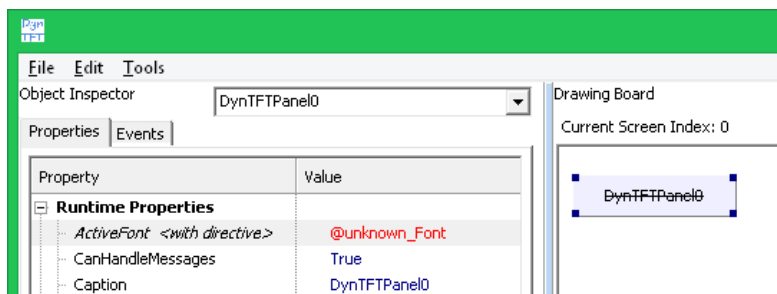 Dyn
TFT
File Edit Tools
Object Inspector
DynTFTPanel0
Properties Events
Property Value
Runtime Properties
ActiveFont <with directive> @unknown_Font
CanHandleMessages True
Caption DynTFTPanel0
Drawing Board
Current Screen Index: 0
DynTFTPanel0